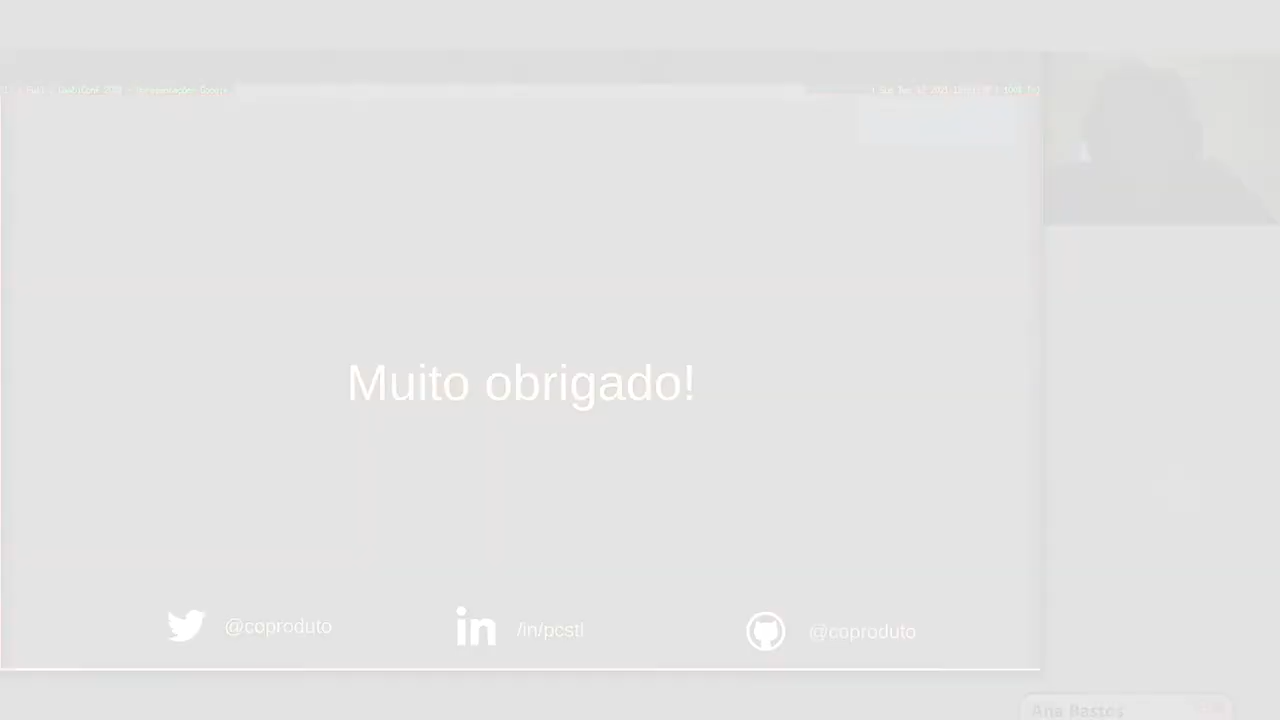 Muito obrigado!
@coproduto
/in/pcstl
@coproduto
Ana Bastos